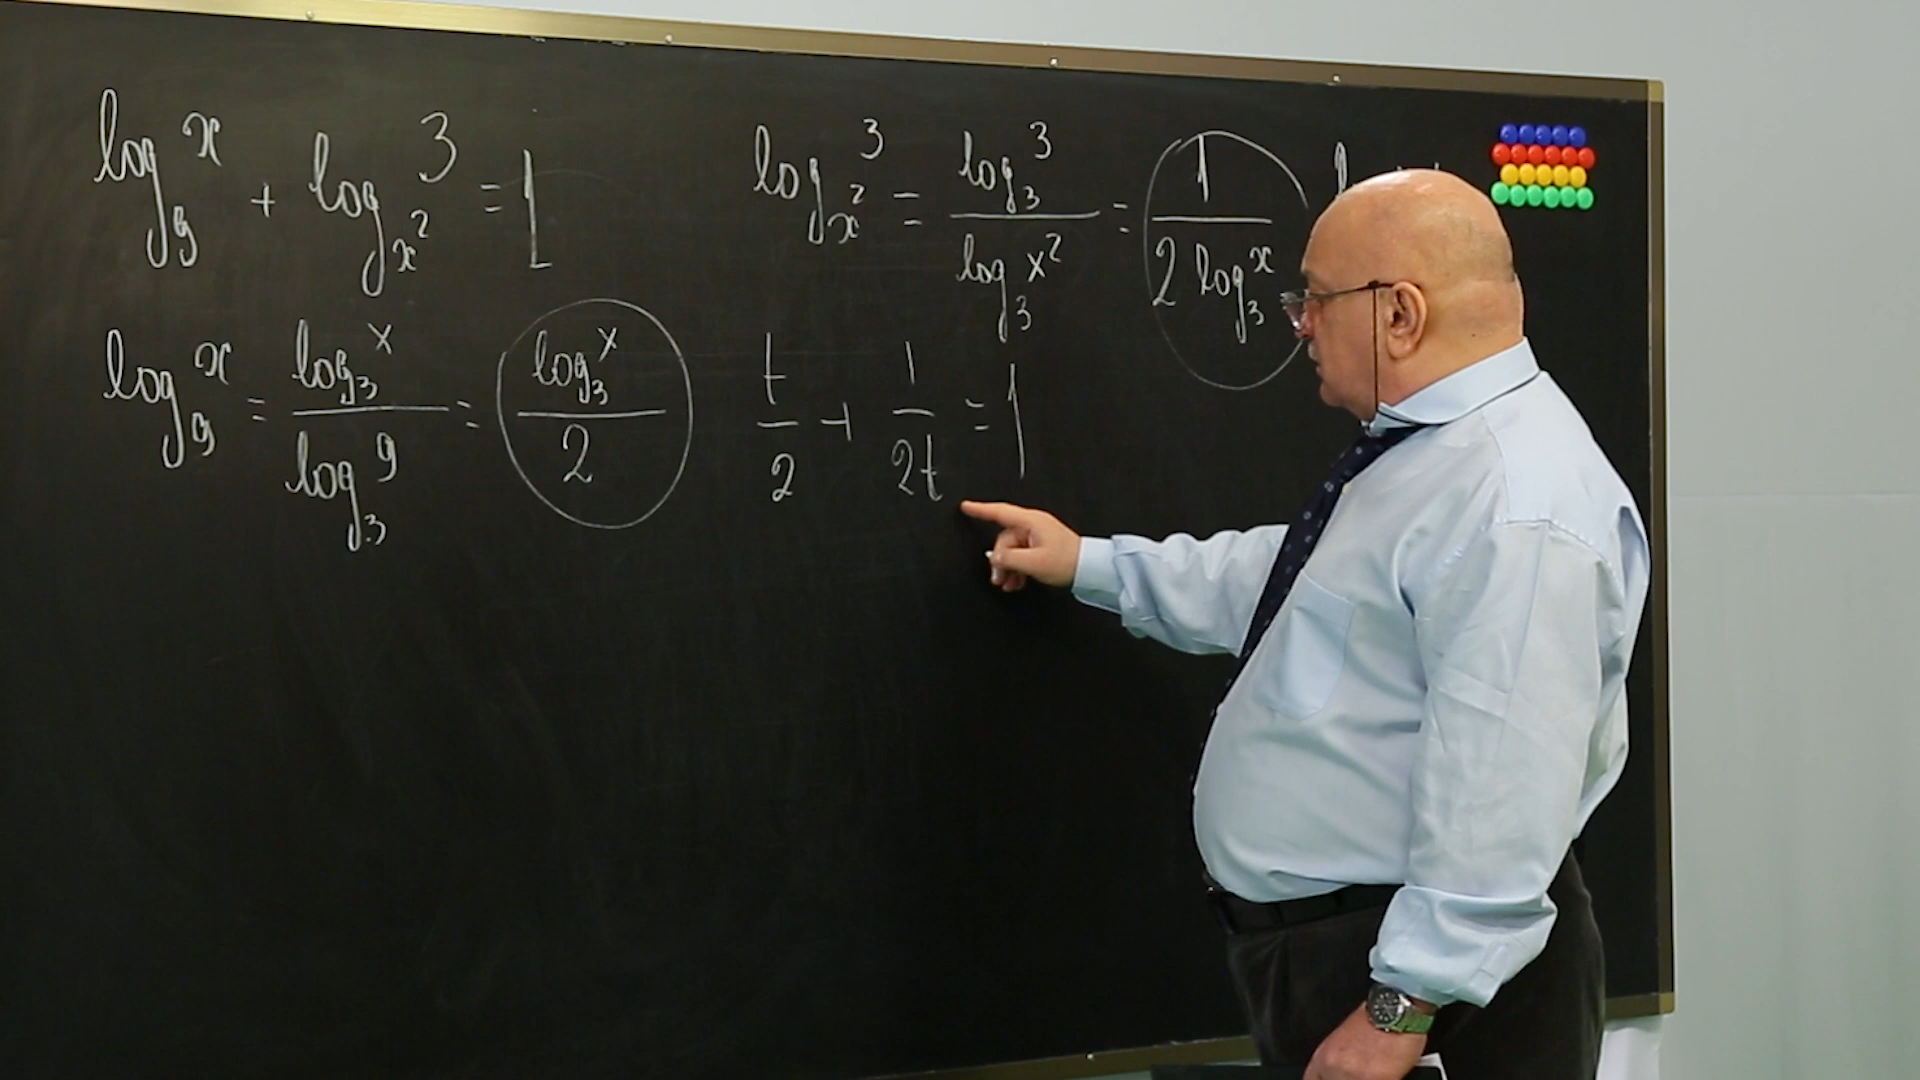 log₉ x + log_{x²} 3 = 1
log_{x²} 3 = log₃ 3 / log₃ x² = 1 / (2 log₃ x)
log₉ x = log₃ x / log₃ 9 = log₃ x / 2
t/2 + 1/(2t) = 1